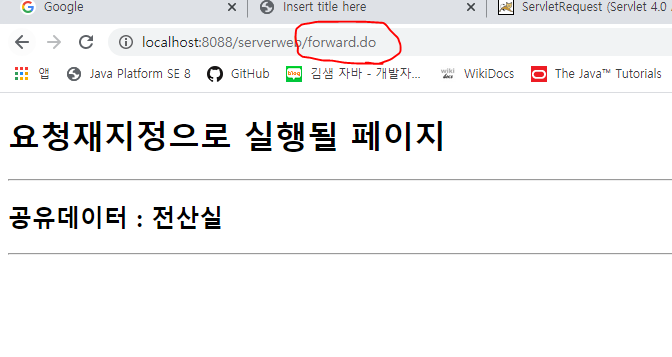 Google
Insert title here
ServletRequest (Servlet 4.0
localhost:8088/serverweb/forward.do
앱
Java Platform SE 8
GitHub
blog
김샘 자바 - 개발자...
WikiDocs
The Java™ Tutorials
요청재지정으로 실행될 페이지
공유데이터 : 전산실